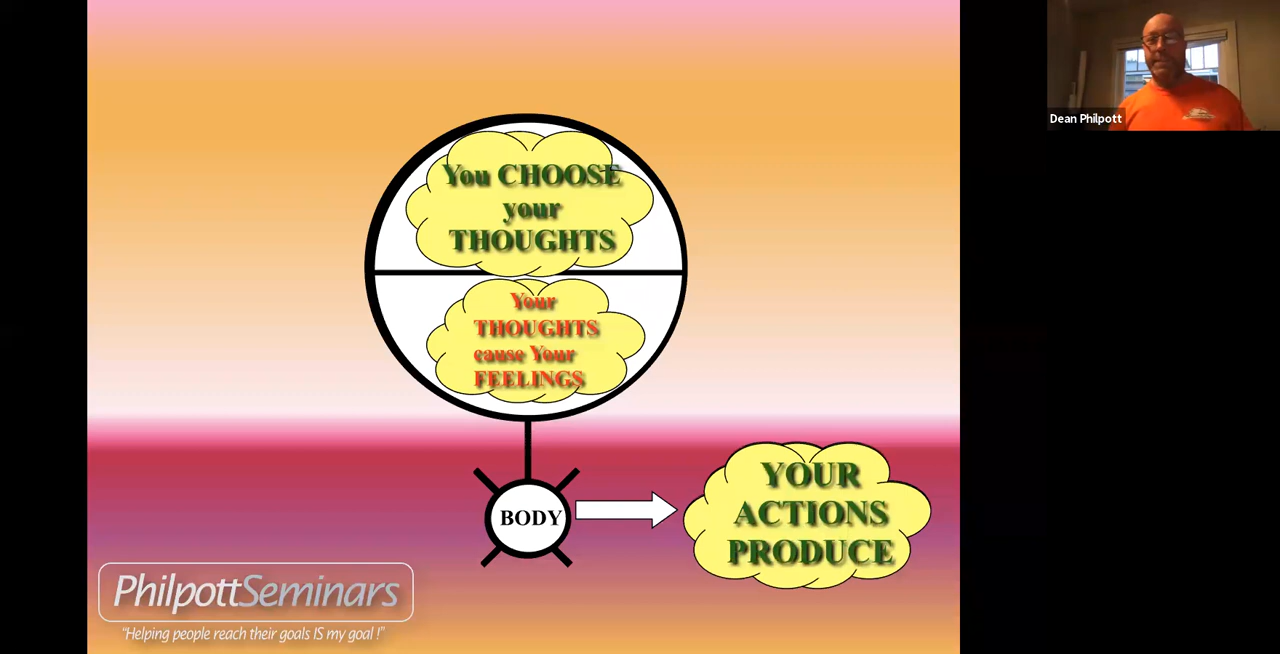 You CHOOSE
your
THOUGHTS
Your
THOUGHTS
cause Your
FEELINGS
BODY
YOUR
ACTIONS
PRODUCE
PhilpottSeminars
“Helping people reach their goals IS my goal !”
Dean Philpott